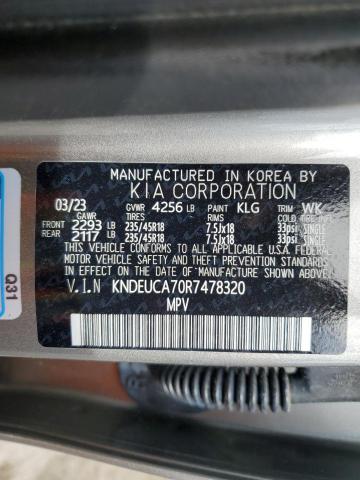 MANUFACTURED IN KOREA BY
KIA CORPORATION
03/23 GVWR 4256 LB PAINT KLG TRIM WK
GAWR TIRES RIMS COLD TIRE INF.
FRONT 2293 LB 235/45R18 7.5Jx18 33psi SINGLE
REAR 2117 LB 235/45R18 7.5Jx18 33psi SINGLE
THIS VEHICLE CONFORMS TO ALL APPLICABLE U.S.A FEDERAL
MOTOR VEHICLE SAFETY AND THEFT PREVENTION STANDARDS
IN EFFECT ON THE DATE OF MANUFACTURE SHOWN ABOVE.
V.I.N KNDEUCA70R7478320
MPV
Q31